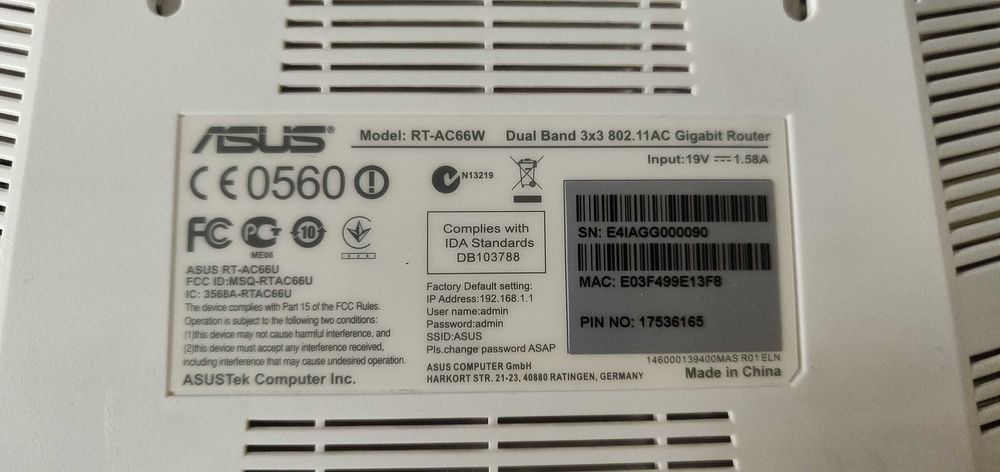 ASUS®
Model: RT-AC66W Dual Band 3x3 802.11AC Gigabit Router
Input:19V 1.58A
CE0560
N13219
FC
PC
ME06
10
ASUS RT-AC66U
FCC ID:MSQ-RTAC66U
IC: 3568A-RTAC66U
The device complies with Part 15 of the FCC Rules.
Operation is subject to the following two conditions:
(1)this device may not cause harmful interference, and
(2)this device must accept any interference received,
including interference that may cause undesired operation.
ASUSTek Computer Inc.
Complies with
IDA Standards
DB103788
Factory Default setting:
IP Address:192.168.1.1
User name:admin
Password:admin
SSID:ASUS
Pls.change password ASAP
ASUS COMPUTER GmbH
HARKORT STR. 21-23, 40880 RATINGEN, GERMANY
SN: E4IAGG000090
MAC: E03F499E13F8
PIN NO: 17536165
146000139400MAS R01 ELN
Made in China